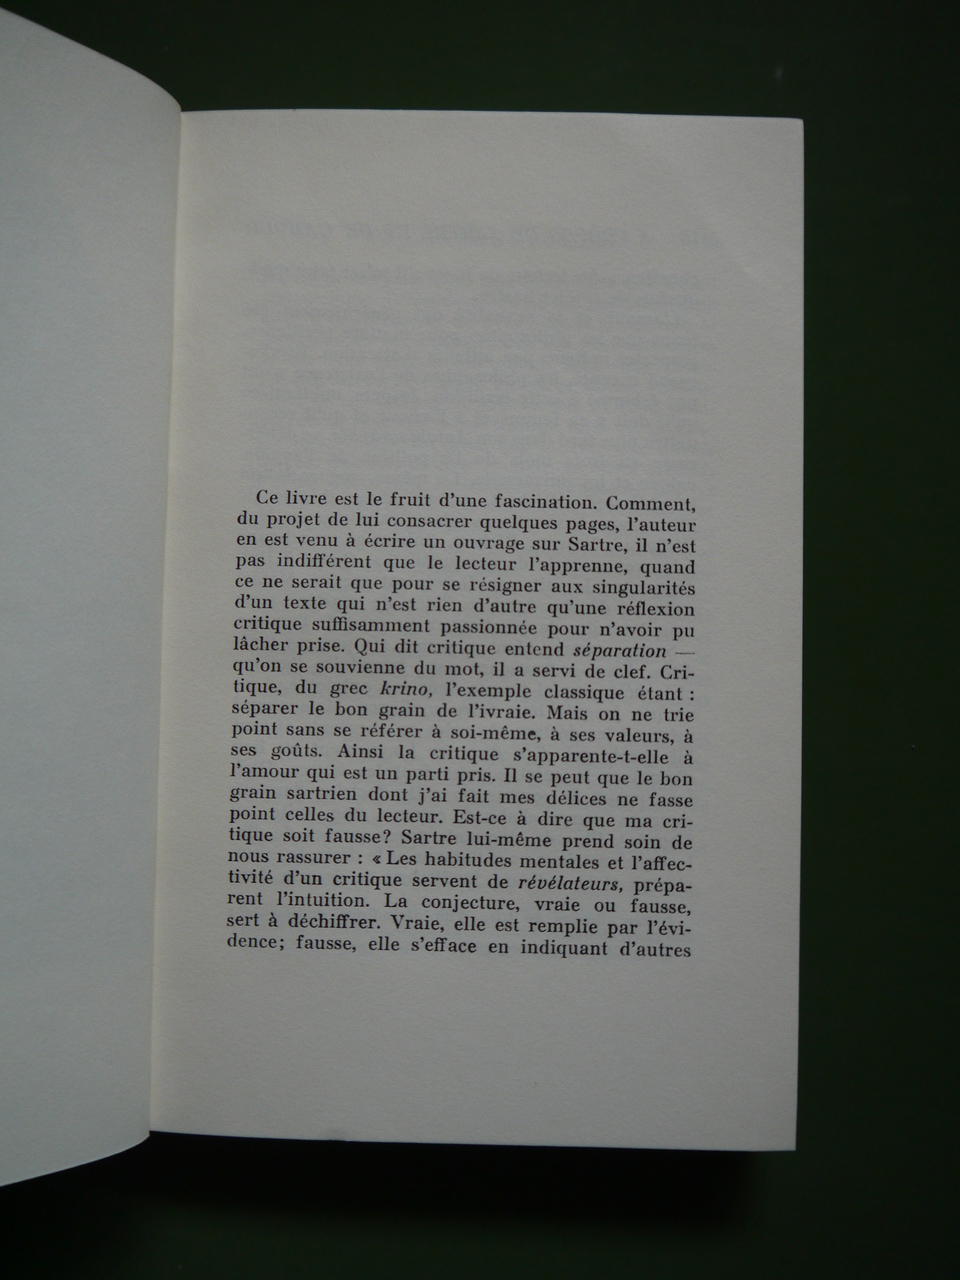 Ce livre est le fruit d'une fascination. Comment,
du projet de lui consacrer quelques pages, l'auteur
en est venu à écrire un ouvrage sur Sartre, il n'est
pas indifférent que le lecteur l'apprenne, quand
ce ne serait que pour se résigner aux singularités
d'un texte qui n'est rien d'autre qu'une réflexion
critique suffisamment passionnée pour n'avoir pu
lâcher prise. Qui dit critique entend séparation —
qu'on se souvienne du mot, il a servi de clef. Cri-
tique, du grec krino, l'exemple classique étant :
séparer le bon grain de l'ivraie. Mais on ne trie
point sans se référer à soi-même, à ses valeurs, à
ses goûts. Ainsi la critique s'apparente-t-elle à
l'amour qui est un parti pris. Il se peut que le bon
grain sartrien dont j'ai fait mes délices ne fasse
point celles du lecteur. Est-ce à dire que ma cri-
tique soit fausse? Sartre lui-même prend soin de
nous rassurer : « Les habitudes mentales et l'affec-
tivité d'un critique servent de révélateurs, prépa-
rent l'intuition. La conjecture, vraie ou fausse,
sert à déchiffrer. Vraie, elle est remplie par l'évi-
dence; fausse, elle s'efface en indiquant d'autres